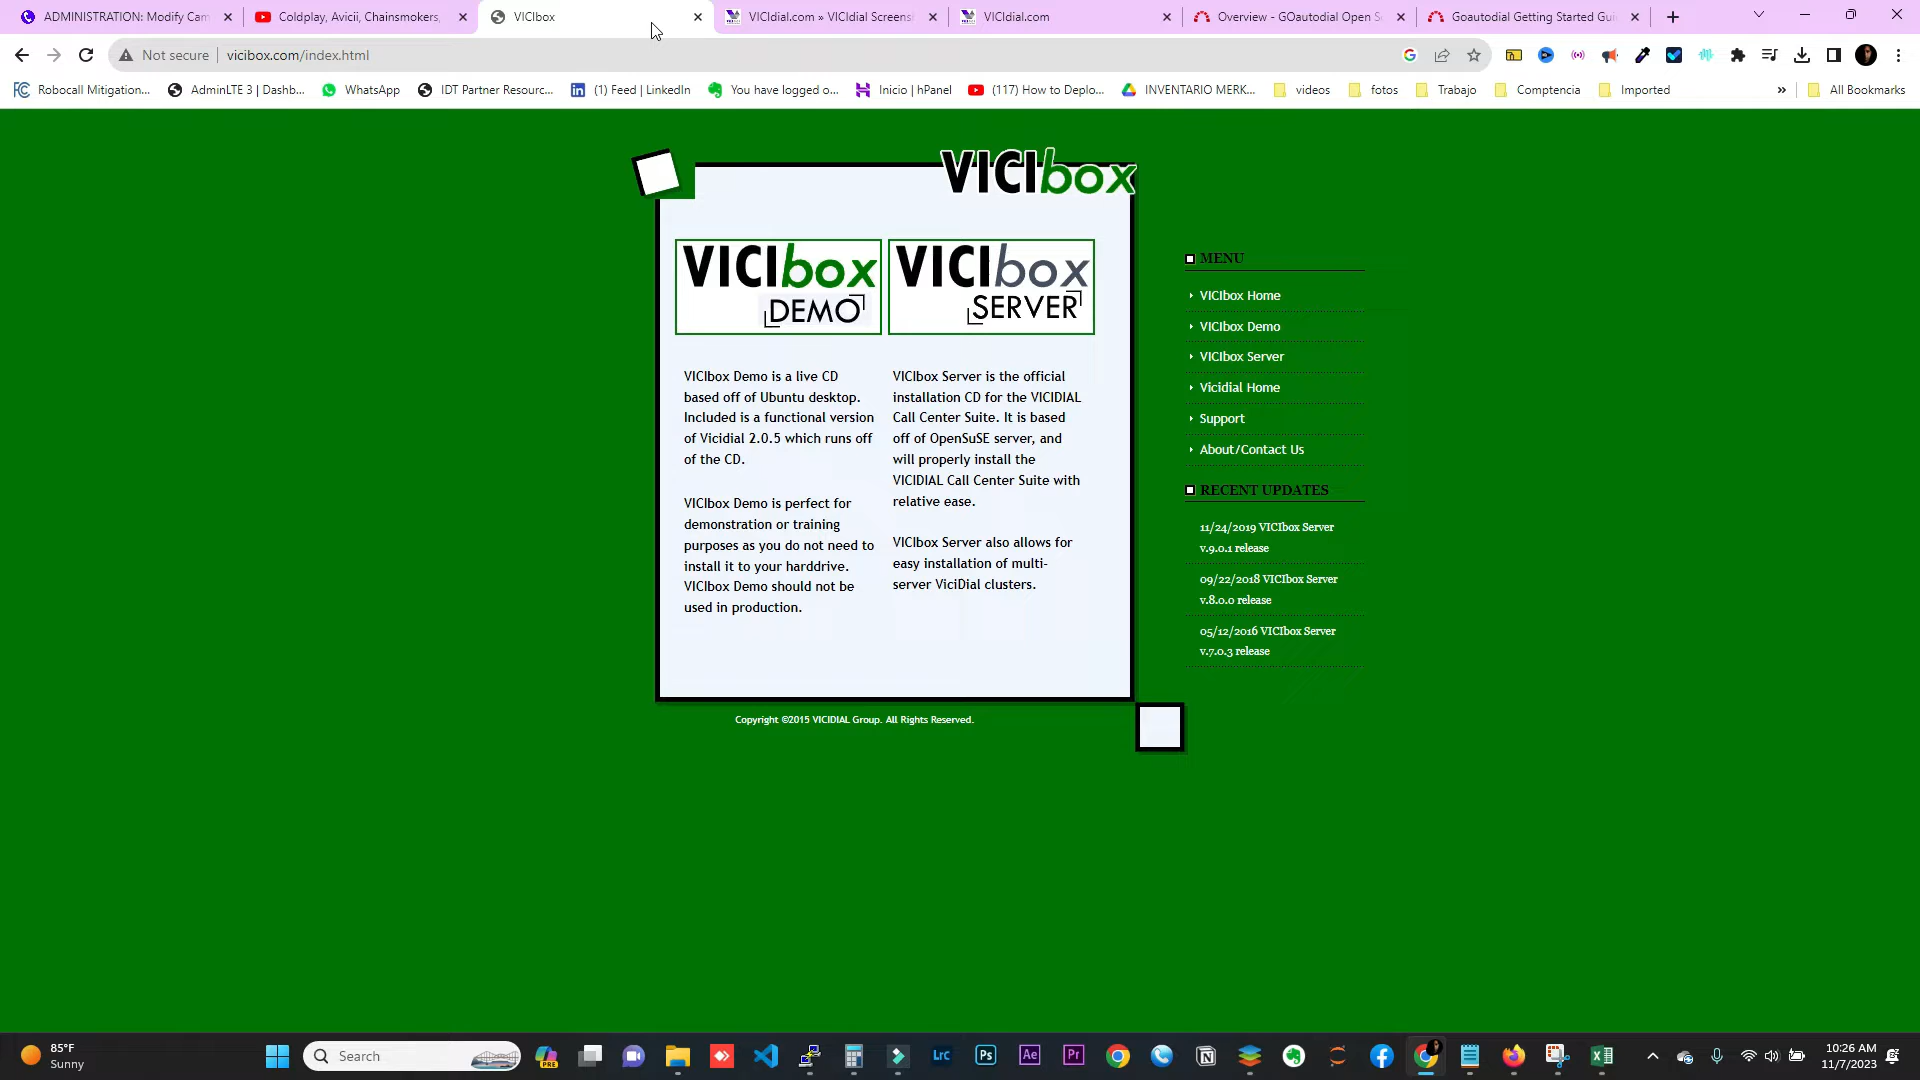 ADMINISTRATION: Modify Cam
Coldplay, Avicii, Chainsmokers,
VICIbox
VICIdial.com » VICIdial Screens
VICIdial.com
Overview - GOautodial Open S
Goautodial Getting Started Gui
Not secure
vicibox.com/index.html
Robocall Mitigation...
AdminLTE 3 | Dashb...
WhatsApp
IDT Partner Resourc...
(1) Feed | LinkedIn
You have logged o...
Inicio | hPanel
(117) How to Deplo...
INVENTARIO MERK...
videos
fotos
Trabajo
Comptencia
Imported
»
All Bookmarks
VICIbox
VICIbox
DEMO
VICIbox
SERVER
VICIbox Demo is a live CD
based off of Ubuntu desktop.
Included is a functional version
of Vicidial 2.0.5 which runs off
of the CD.
VICIbox Demo is perfect for
demonstration or training
purposes as you do not need to
install it to your harddrive.
VICIbox Demo should not be
used in production.
VICIbox Server is the official
installation CD for the VICIDIAL
Call Center Suite. It is based
off of OpenSuSE server, and
will properly install the
VICIDIAL Call Center Suite with
relative ease.
VICIbox Server also allows for
easy installation of multi-
server ViciDial clusters.
MENU
VICIbox Home
VICIbox Demo
VICIbox Server
Vicidial Home
Support
About/Contact Us
RECENT UPDATES
11/24/2019 VICIbox Server
v.9.0.1 release
09/22/2018 VICIbox Server
v.8.0.0 release
05/12/2016 VICIbox Server
v.7.0.3 release
Copyright ©2015 VICIDIAL Group. All Rights Reserved.
85°F
Sunny
Search
PRE
Lrc
Ps
Ae
Pr
10:26 AM
11/7/2023